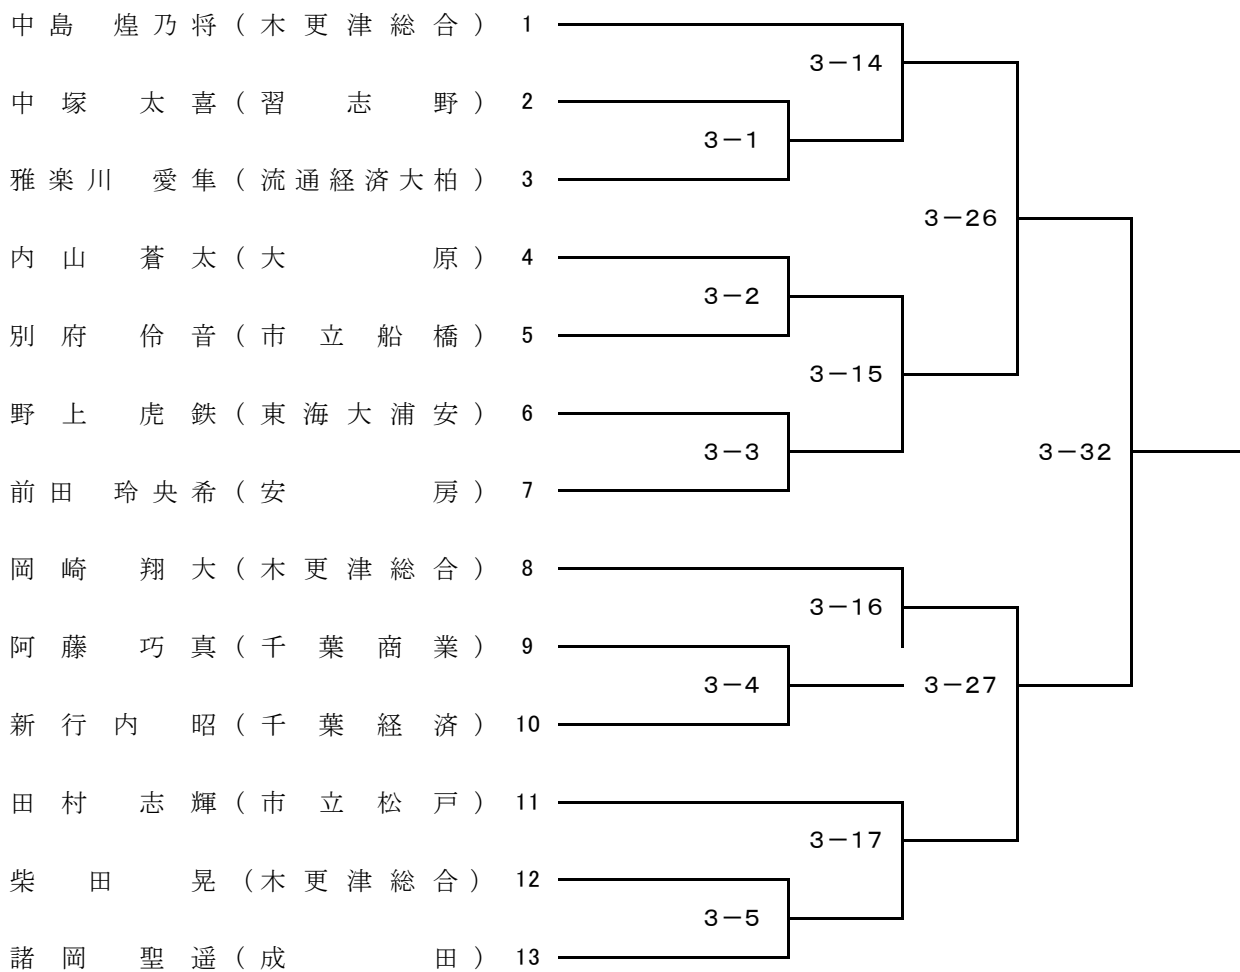 中島 煌乃将(木更津総合) 1
3－14
中塚 太喜(習志野) 2
3－1
雅楽川 愛隼(流通経済大柏) 3
3－26
内山 蒼太(大原) 4
3－2
別府 伶音(市立船橋) 5
3－15
野上 虎鉄(東海大浦安) 6
3－3
3－32
前田 玲央希(安房) 7
岡崎 翔大(木更津総合) 8
3－16
阿藤 巧真(千葉商業) 9
3－4
3－27
新行内 昭(千葉経済) 10
田村 志輝(市立松戸) 11
3－17
柴田 晃(木更津総合) 12
3－5
諸岡 聖遥(成田) 13